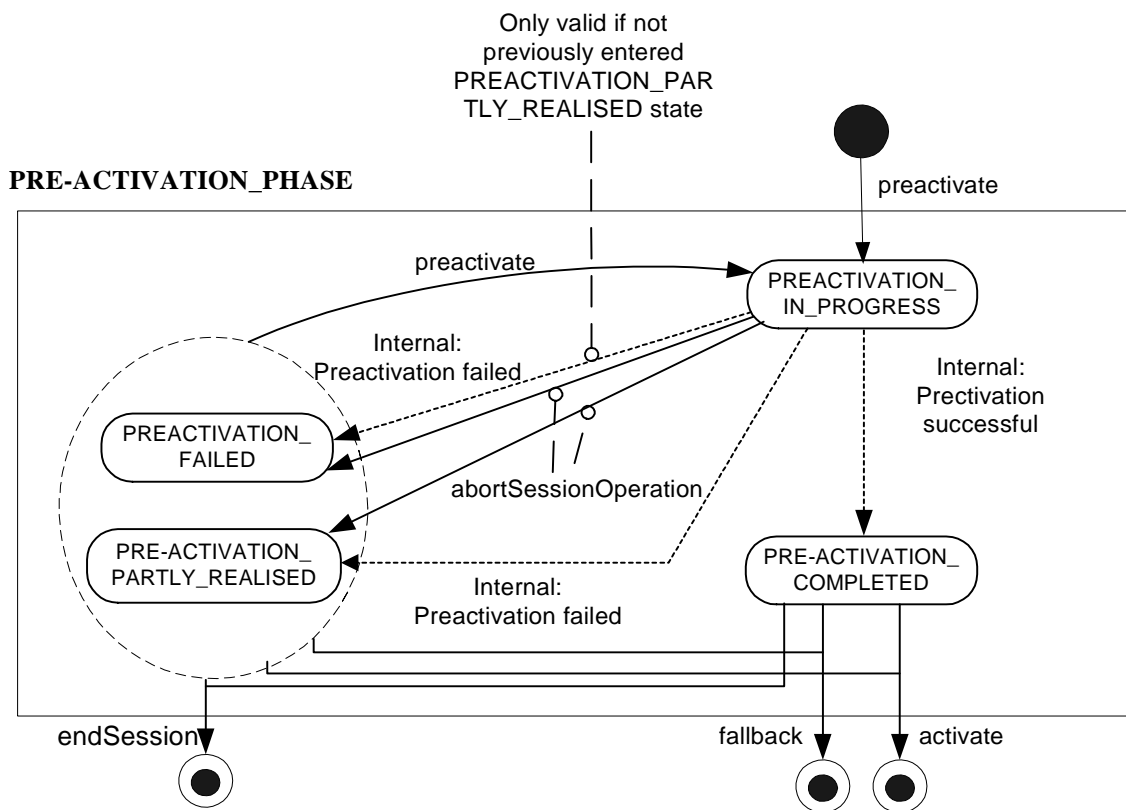 Only valid if not
previously entered
PREACTIVATION_PAR
TLY_REALISED state
PRE-ACTIVATION_PHASE
preactivate
preactivate
PREACTIVATION_
IN_PROGRESS
Internal:
Preactivation failed
Internal:
Prectivation
successful
PREACTIVATION_
FAILED
abortSessionOperation
PRE-ACTIVATION_
PARTLY_REALISED
PRE-ACTIVATION_
COMPLETED
Internal:
Preactivation failed
endSession
fallback
activate